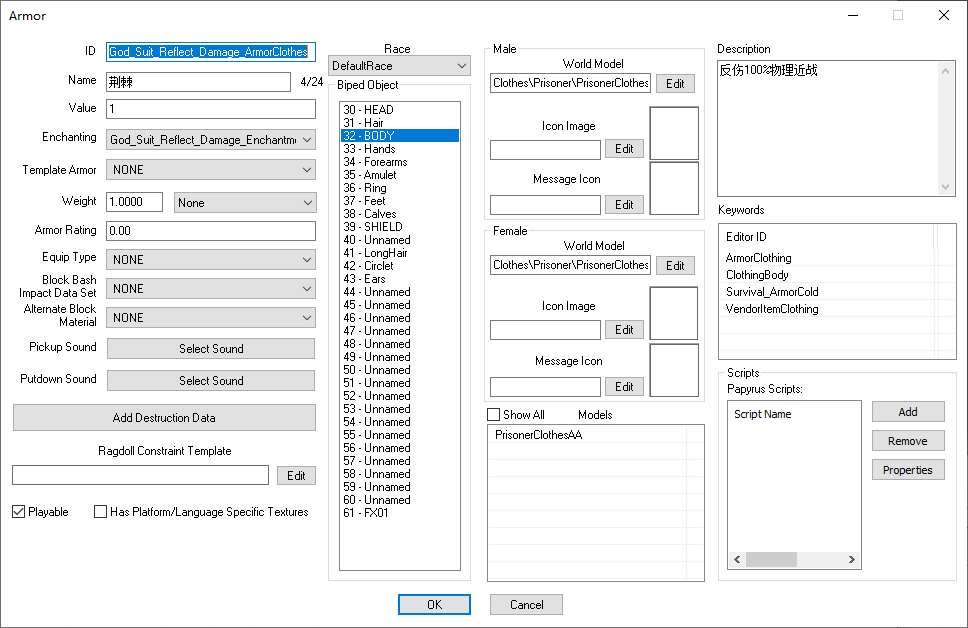 Armor
ID
God_Suit_Reflect_Damage_ArmorClothes
Name
荆棘
4/24
Value
1
Enchanting
God_Suit_Reflect_Damage_Enchantme
Template Armor
NONE
Weight
1.0000
None
Armor Rating
0.00
Equip Type
NONE
Block Bash
Impact Data Set
NONE
Alternate Block
Material
NONE
Pickup Sound
Select Sound
Putdown Sound
Select Sound
Add Destruction Data
Ragdoll Constraint Template
Edit
Playable
Has Platform/Language Specific Textures
Race
DefaultRace
Biped Object
30 - HEAD
31 - Hair
32 - BODY
33 - Hands
34 - Forearms
35 - Amulet
36 - Ring
37 - Feet
38 - Calves
39 - SHIELD
40 - Unnamed
41 - LongHair
42 - Circlet
43 - Ears
44 - Unnamed
45 - Unnamed
46 - Unnamed
47 - Unnamed
48 - Unnamed
49 - Unnamed
50 - Unnamed
51 - Unnamed
52 - Unnamed
53 - Unnamed
54 - Unnamed
55 - Unnamed
56 - Unnamed
57 - Unnamed
58 - Unnamed
59 - Unnamed
60 - Unnamed
61 - FX01
Male
World Model
Clothes\Prisoner\PrisonerClothes
Edit
Icon Image
Edit
Message Icon
Edit
Female
World Model
Clothes\Prisoner\PrisonerClothes
Edit
Icon Image
Edit
Message Icon
Edit
Show All
Models
PrisonerClothesAA
Description
反伤100%物理近战
Keywords
Editor ID
ArmorClothing
ClothingBody
Survival_ArmorCold
VendorItemClothing
Scripts
Papyrus Scripts:
Script Name
Add
Remove
Properties
OK
Cancel